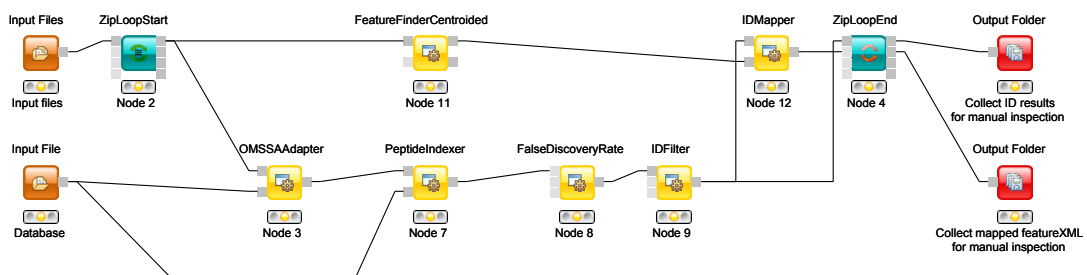 Input Files
ZipLoopStart
FeatureFinderCentroided
IDMapper
ZipLoopEnd
Output Folder
Input files
Node 2
Node 11
Node 12
Node 4
Collect ID results
for manual inspection
Input File
OMSSAAdapter
PeptideIndexer
FalseDiscoveryRate
IDFilter
Output Folder
Database
Node 3
Node 7
Node 8
Node 9
Collect mapped featureXML
for manual inspection